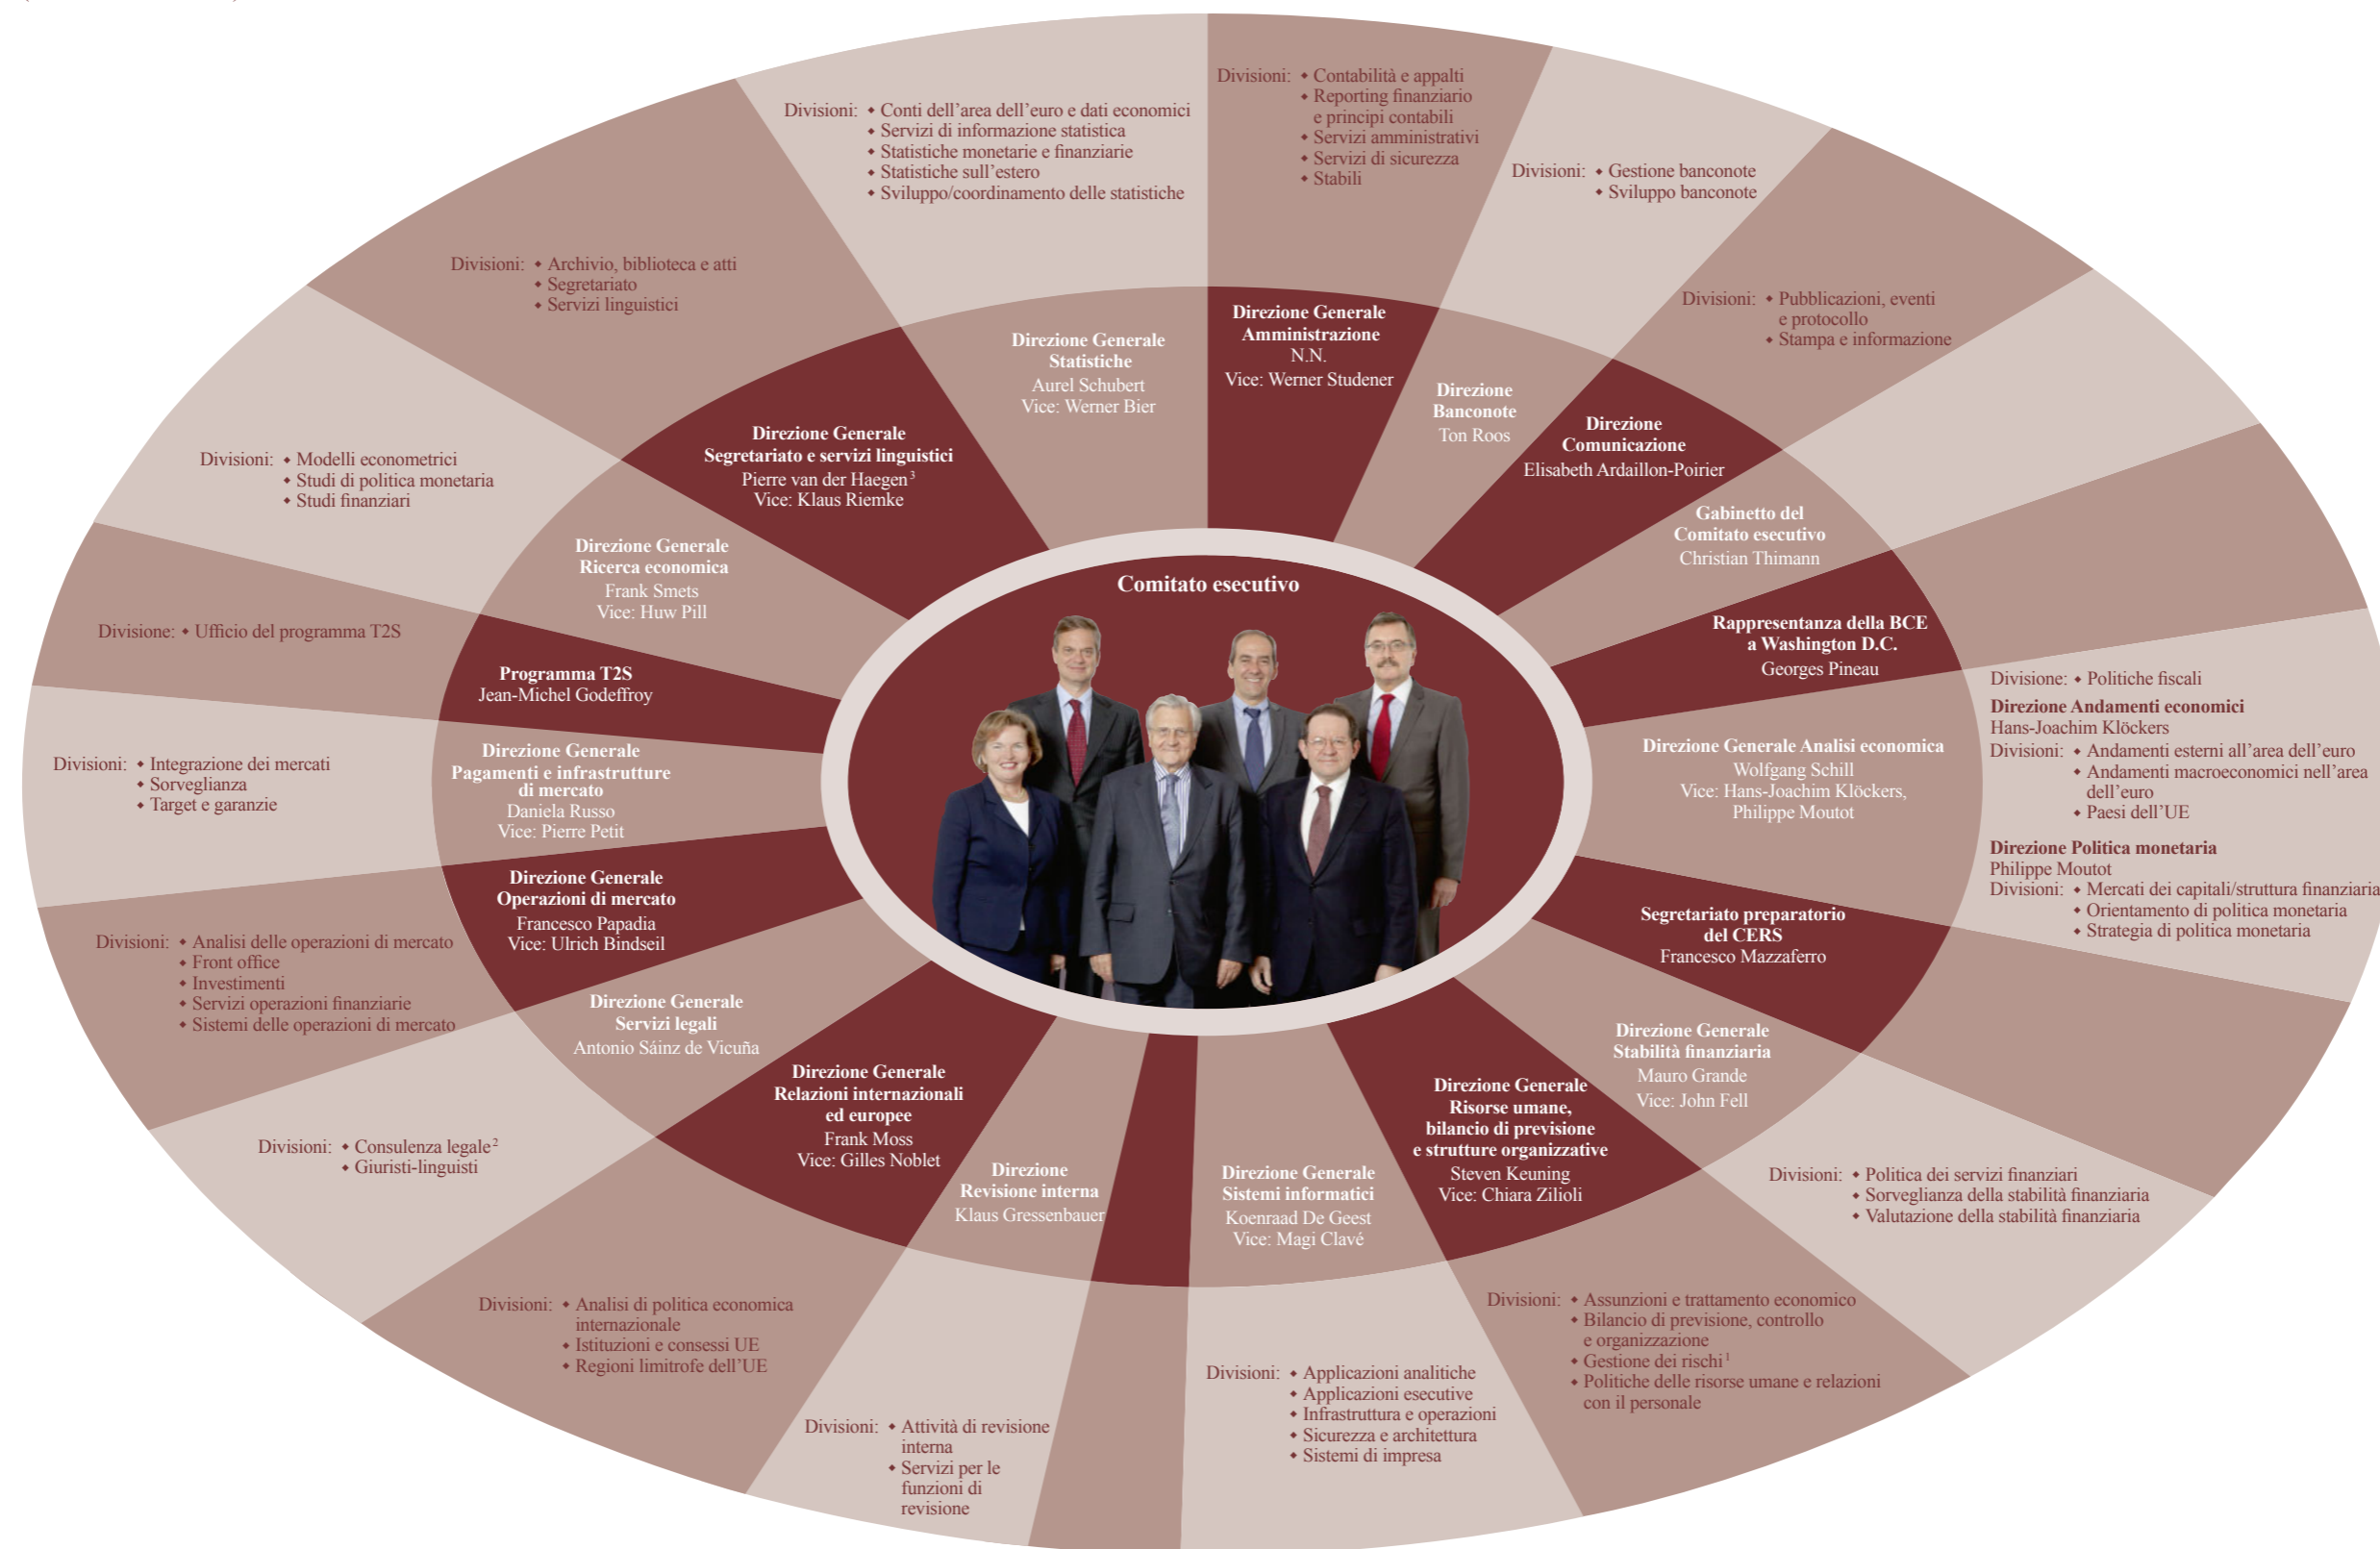 Divisioni: ◆ Contabilità e appalti
◆ Reporting finanziario
e principi contabili
◆ Servizi amministrativi
◆ Servizi di sicurezza
◆ Stabili
Direzione Generale
Amministrazione
N.N.
Vice: Werner Studener
Divisioni: ◆ Gestione banconote
◆ Sviluppo banconote
Direzione
Banconote
Ton Roos
Divisioni: ◆ Pubblicazioni, eventi
e protocollo
◆ Stampa e informazione
Direzione
Comunicazione
Elisabeth Ardaillon-Poirier
Gabinetto del
Comitato esecutivo
Christian Thimann
Rappresentanza della BCE
a Washington D.C.
Georges Pineau
Direzione Generale Analisi economica
Wolfgang Schill
Vice: Hans-Joachim Klöckers,
Philippe Moutot
Divisione: ◆ Politiche fiscali
Direzione Andamenti economici
Hans-Joachim Klöckers
Divisioni: ◆ Andamenti esterni all'area dell'euro
◆ Andamenti macroeconomici nell'area
dell'euro
◆ Paesi dell'UE
Direzione Politica monetaria
Philippe Moutot
Divisioni: ◆ Mercati dei capitali/struttura finanziaria
◆ Orientamento di politica monetaria
◆ Strategia di politica monetaria
Segretariato preparatorio
del CERS
Francesco Mazzaferro
Direzione Generale
Stabilità finanziaria
Mauro Grande
Vice: John Fell
Divisioni: ◆ Politica dei servizi finanziari
◆ Sorveglianza della stabilità finanziaria
◆ Valutazione della stabilità finanziaria
Direzione Generale
Risorse umane,
bilancio di previsione
e strutture organizzative
Steven Keuning
Vice: Chiara Zilioli
Divisioni: ◆ Assunzioni e trattamento economico
◆ Bilancio di previsione, controllo
e organizzazione
◆ Gestione dei rischi¹
◆ Politiche delle risorse umane e relazioni
con il personale
Direzione Generale
Sistemi informatici
Koenraad De Geest
Vice: Magi Clavé
Divisioni: ◆ Applicazioni analitiche
◆ Applicazioni esecutive
◆ Infrastruttura e operazioni
◆ Sicurezza e architettura
◆ Sistemi di impresa
Direzione
Revisione interna
Klaus Gressenbauer
Divisioni: ◆ Attività di revisione
interna
◆ Servizi per le
funzioni di
revisione
Direzione Generale
Relazioni internazionali
ed europee
Frank Moss
Vice: Gilles Noblet
Divisioni: ◆ Analisi di politica economica
internazionale
◆ Istituzioni e consessi UE
◆ Regioni limitrofe dell'UE
Direzione Generale
Servizi legali
Antonio Sáinz de Vicuña
Divisioni: ◆ Consulenza legale²
◆ Giuristi-linguisti
Direzione Generale
Operazioni di mercato
Francesco Papadia
Vice: Ulrich Bindseil
Divisioni: ◆ Analisi delle operazioni di mercato
◆ Front office
◆ Investimenti
◆ Servizi operazioni finanziarie
◆ Sistemi delle operazioni di mercato
Direzione Generale
Pagamenti e infrastrutture
di mercato
Daniela Russo
Vice: Pierre Petit
Divisioni: ◆ Integrazione dei mercati
◆ Sorveglianza
◆ Target e garanzie
Programma T2S
Jean-Michel Godeffroy
Divisione: ◆ Ufficio del programma T2S
Direzione Generale
Ricerca economica
Frank Smets
Vice: Huw Pill
Divisioni: ◆ Modelli econometrici
◆ Studi di politica monetaria
◆ Studi finanziari
Direzione Generale
Segretariato e servizi linguistici
Pierre van der Haegen³
Vice: Klaus Riemke
Divisioni: ◆ Archivio, biblioteca e atti
◆ Segretariato
◆ Servizi linguistici
Direzione Generale
Statistiche
Aurel Schubert
Vice: Werner Bier
Divisioni: ◆ Conti dell'area dell'euro e dati economici
◆ Servizi di informazione statistica
◆ Statistiche monetarie e finanziarie
◆ Statistiche sull'estero
◆ Sviluppo/coordinamento delle statistiche
Comitato esecutivo